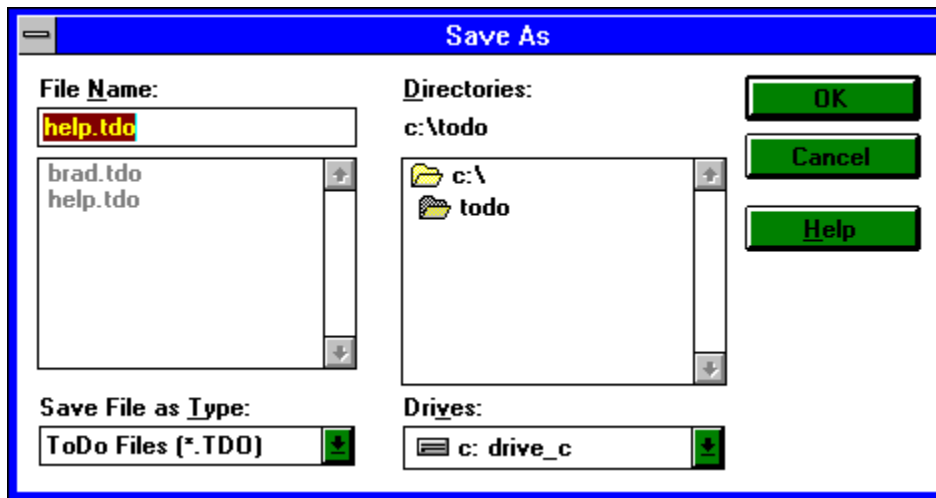 Save As
File Name:
help.tdo
brad.tdo
help.tdo
Save File as Type:
ToDo Files (*.TDO)
Directories:
c:\todo
c:\
todo
Drives:
c: drive_c
OK
Cancel
Help